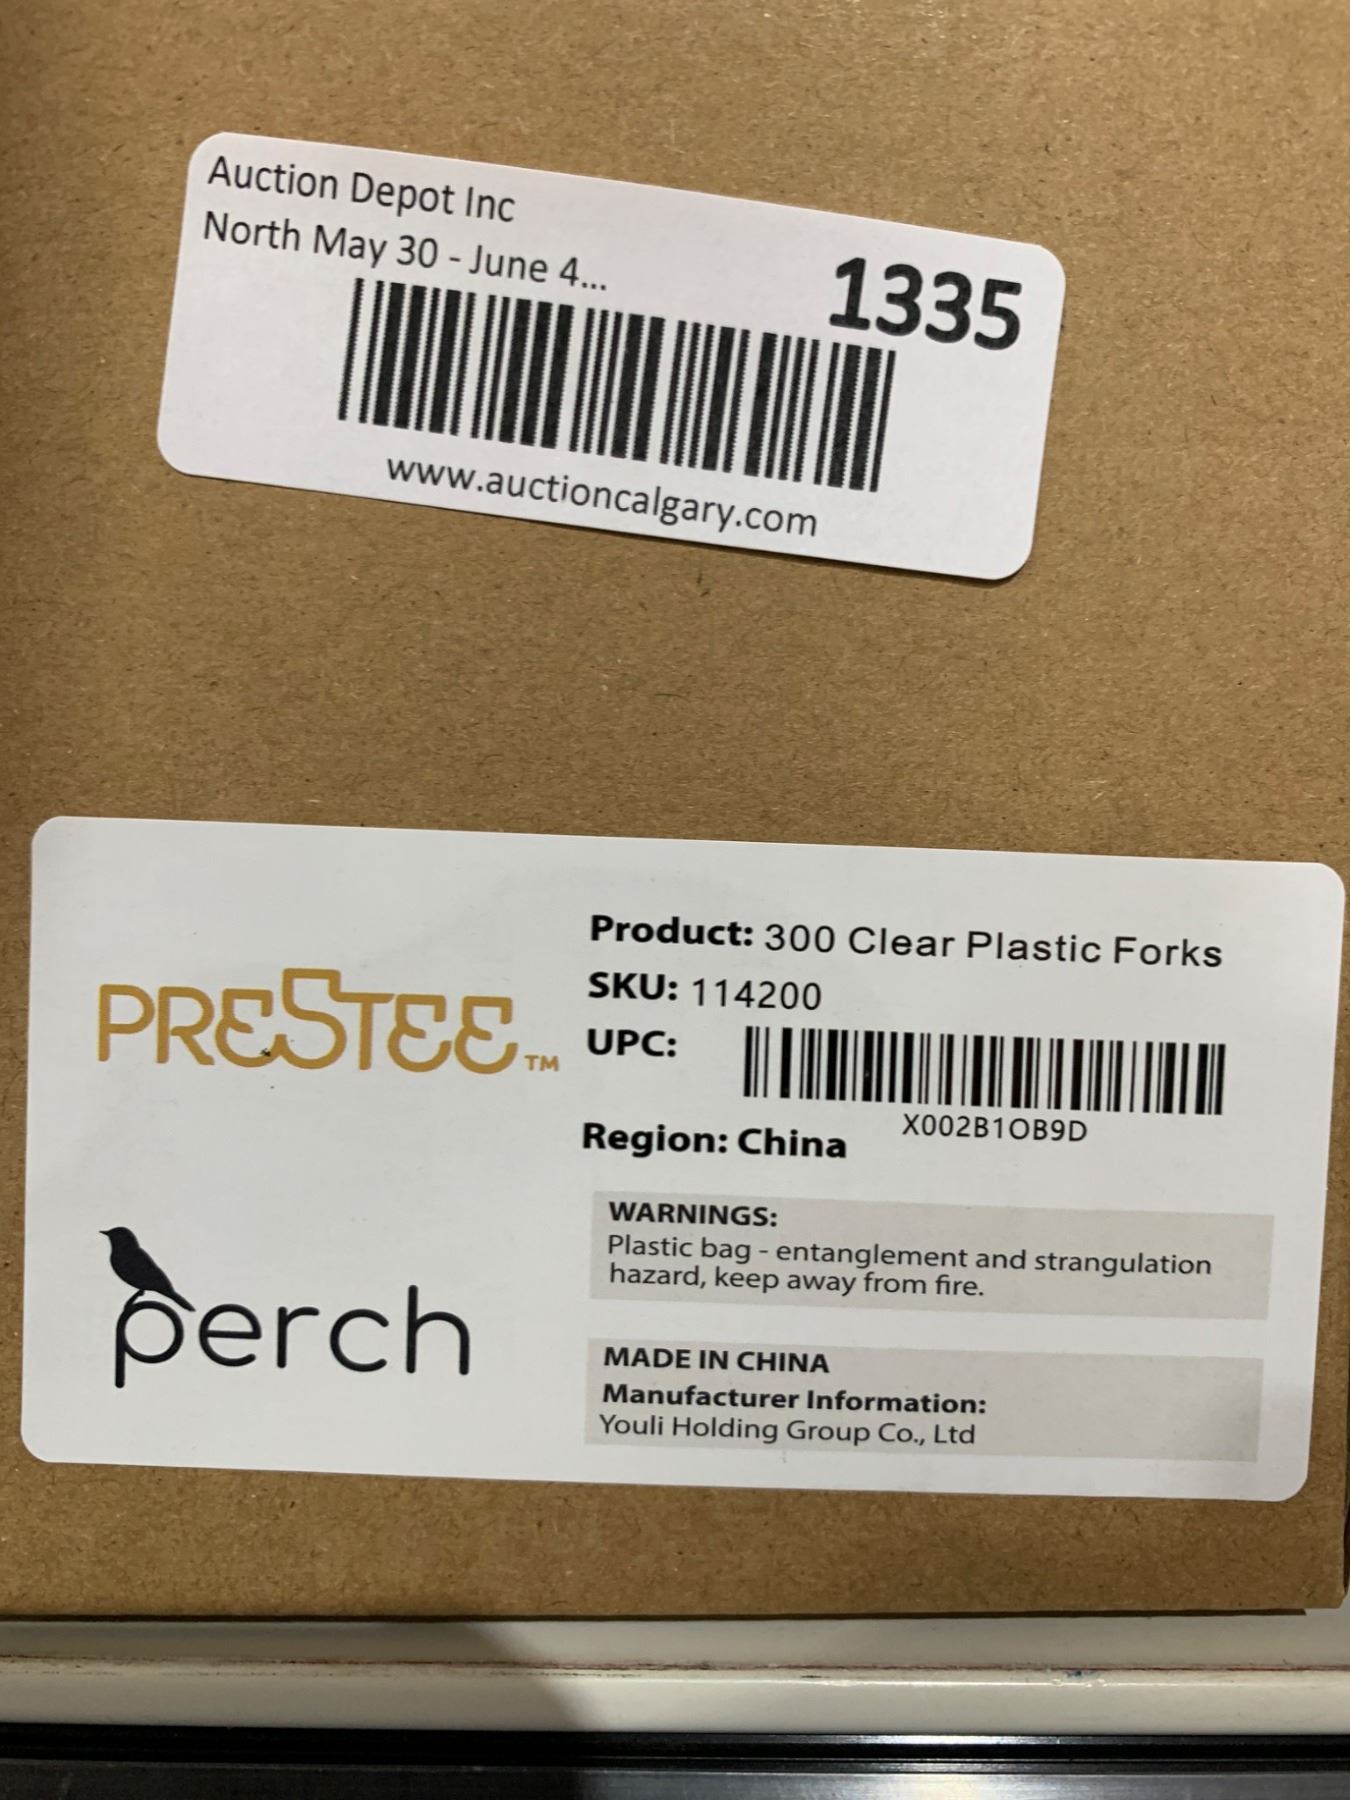 Auction Depot Inc
North May 30 - June 4...
1335
www.auctioncalgary.com
PRESTEE™
perch
Product: 300 Clear Plastic Forks
SKU: 114200
UPC:
X002B1OB9D
Region: China
WARNINGS:
Plastic bag - entanglement and strangulation
hazard, keep away from fire.
MADE IN CHINA
Manufacturer Information:
Youli Holding Group Co., Ltd